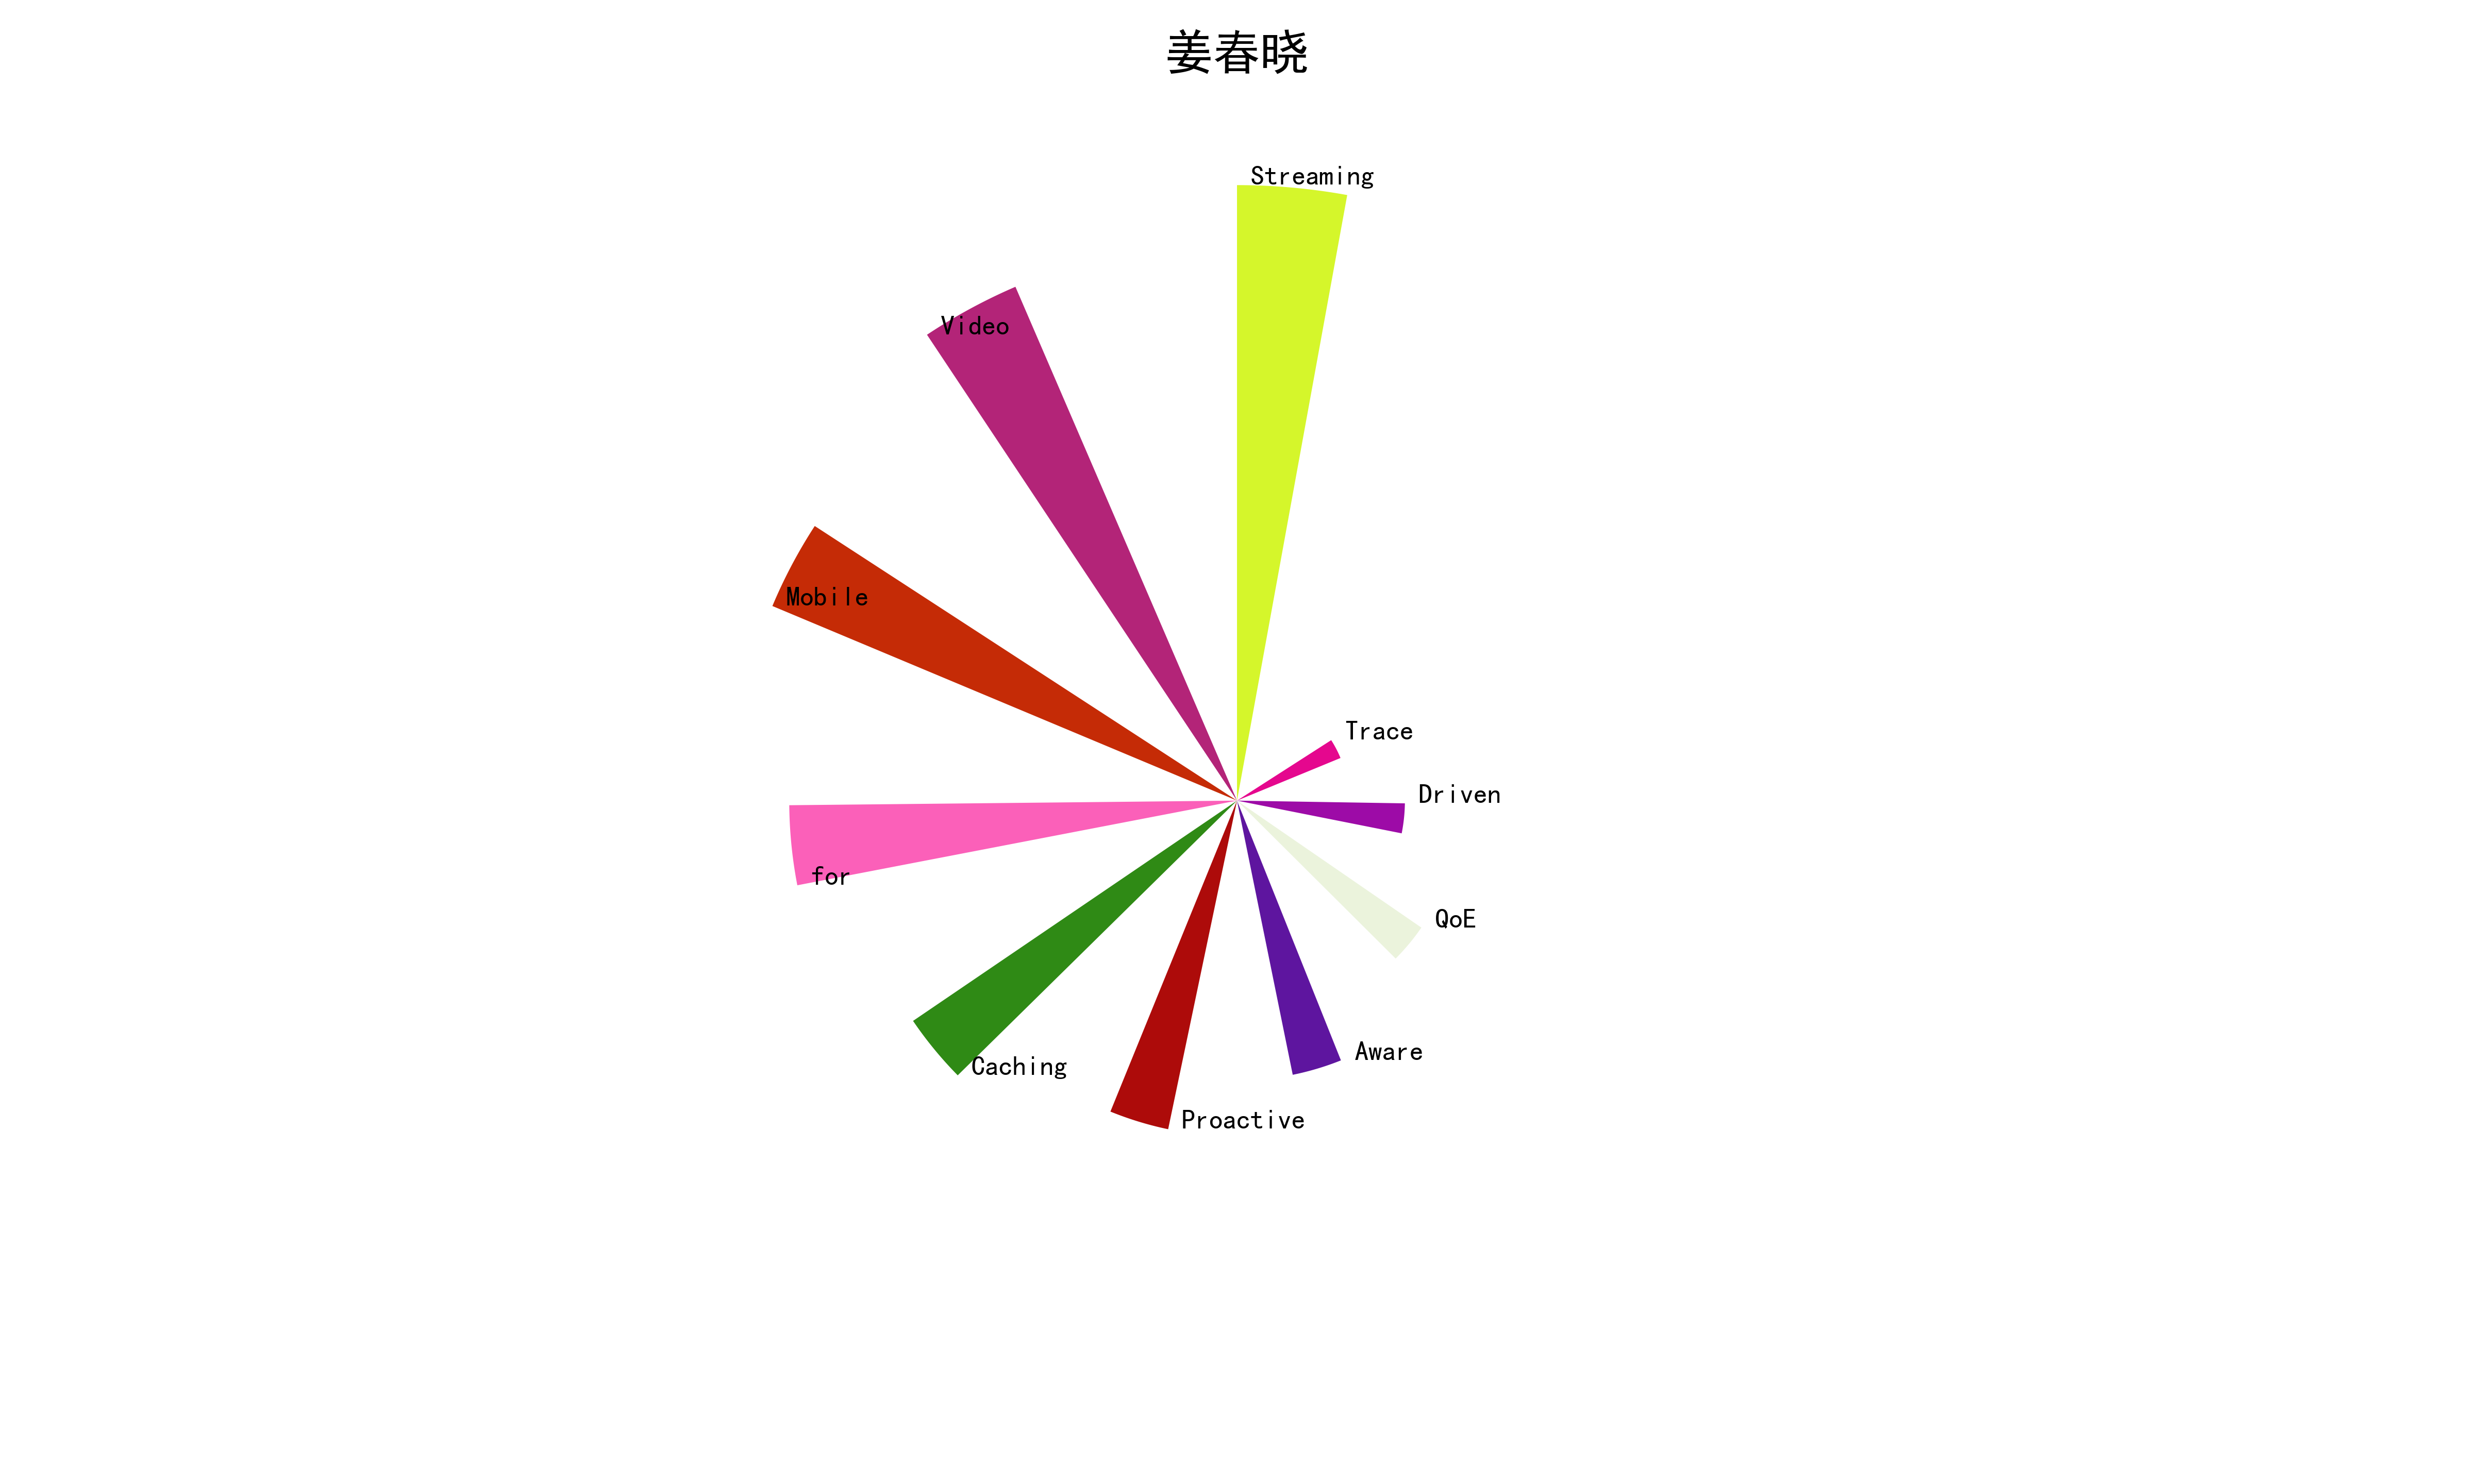 姜春晓
Streaming
Video
Mobile
Trace
Driven
for
QoE
Aware
Caching
Proactive